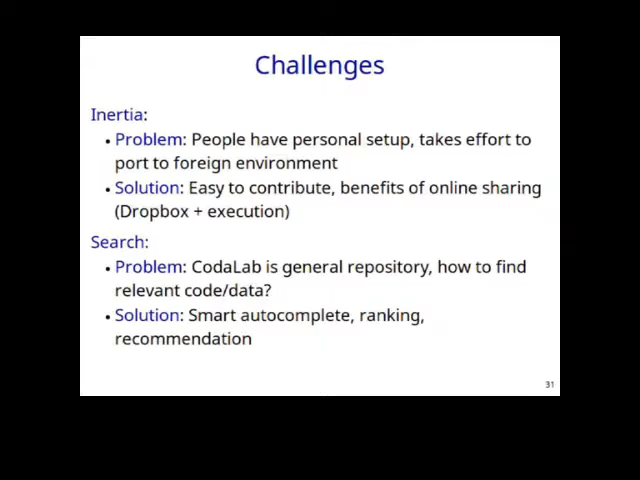 Challenges
Inertia:
• Problem: People have personal setup, takes effort to
port to foreign environment
• Solution: Easy to contribute, benefits of online sharing
(Dropbox + execution)
Search:
• Problem: CodaLab is general repository, how to find
relevant code/data?
• Solution: Smart autocomplete, ranking,
recommendation
31